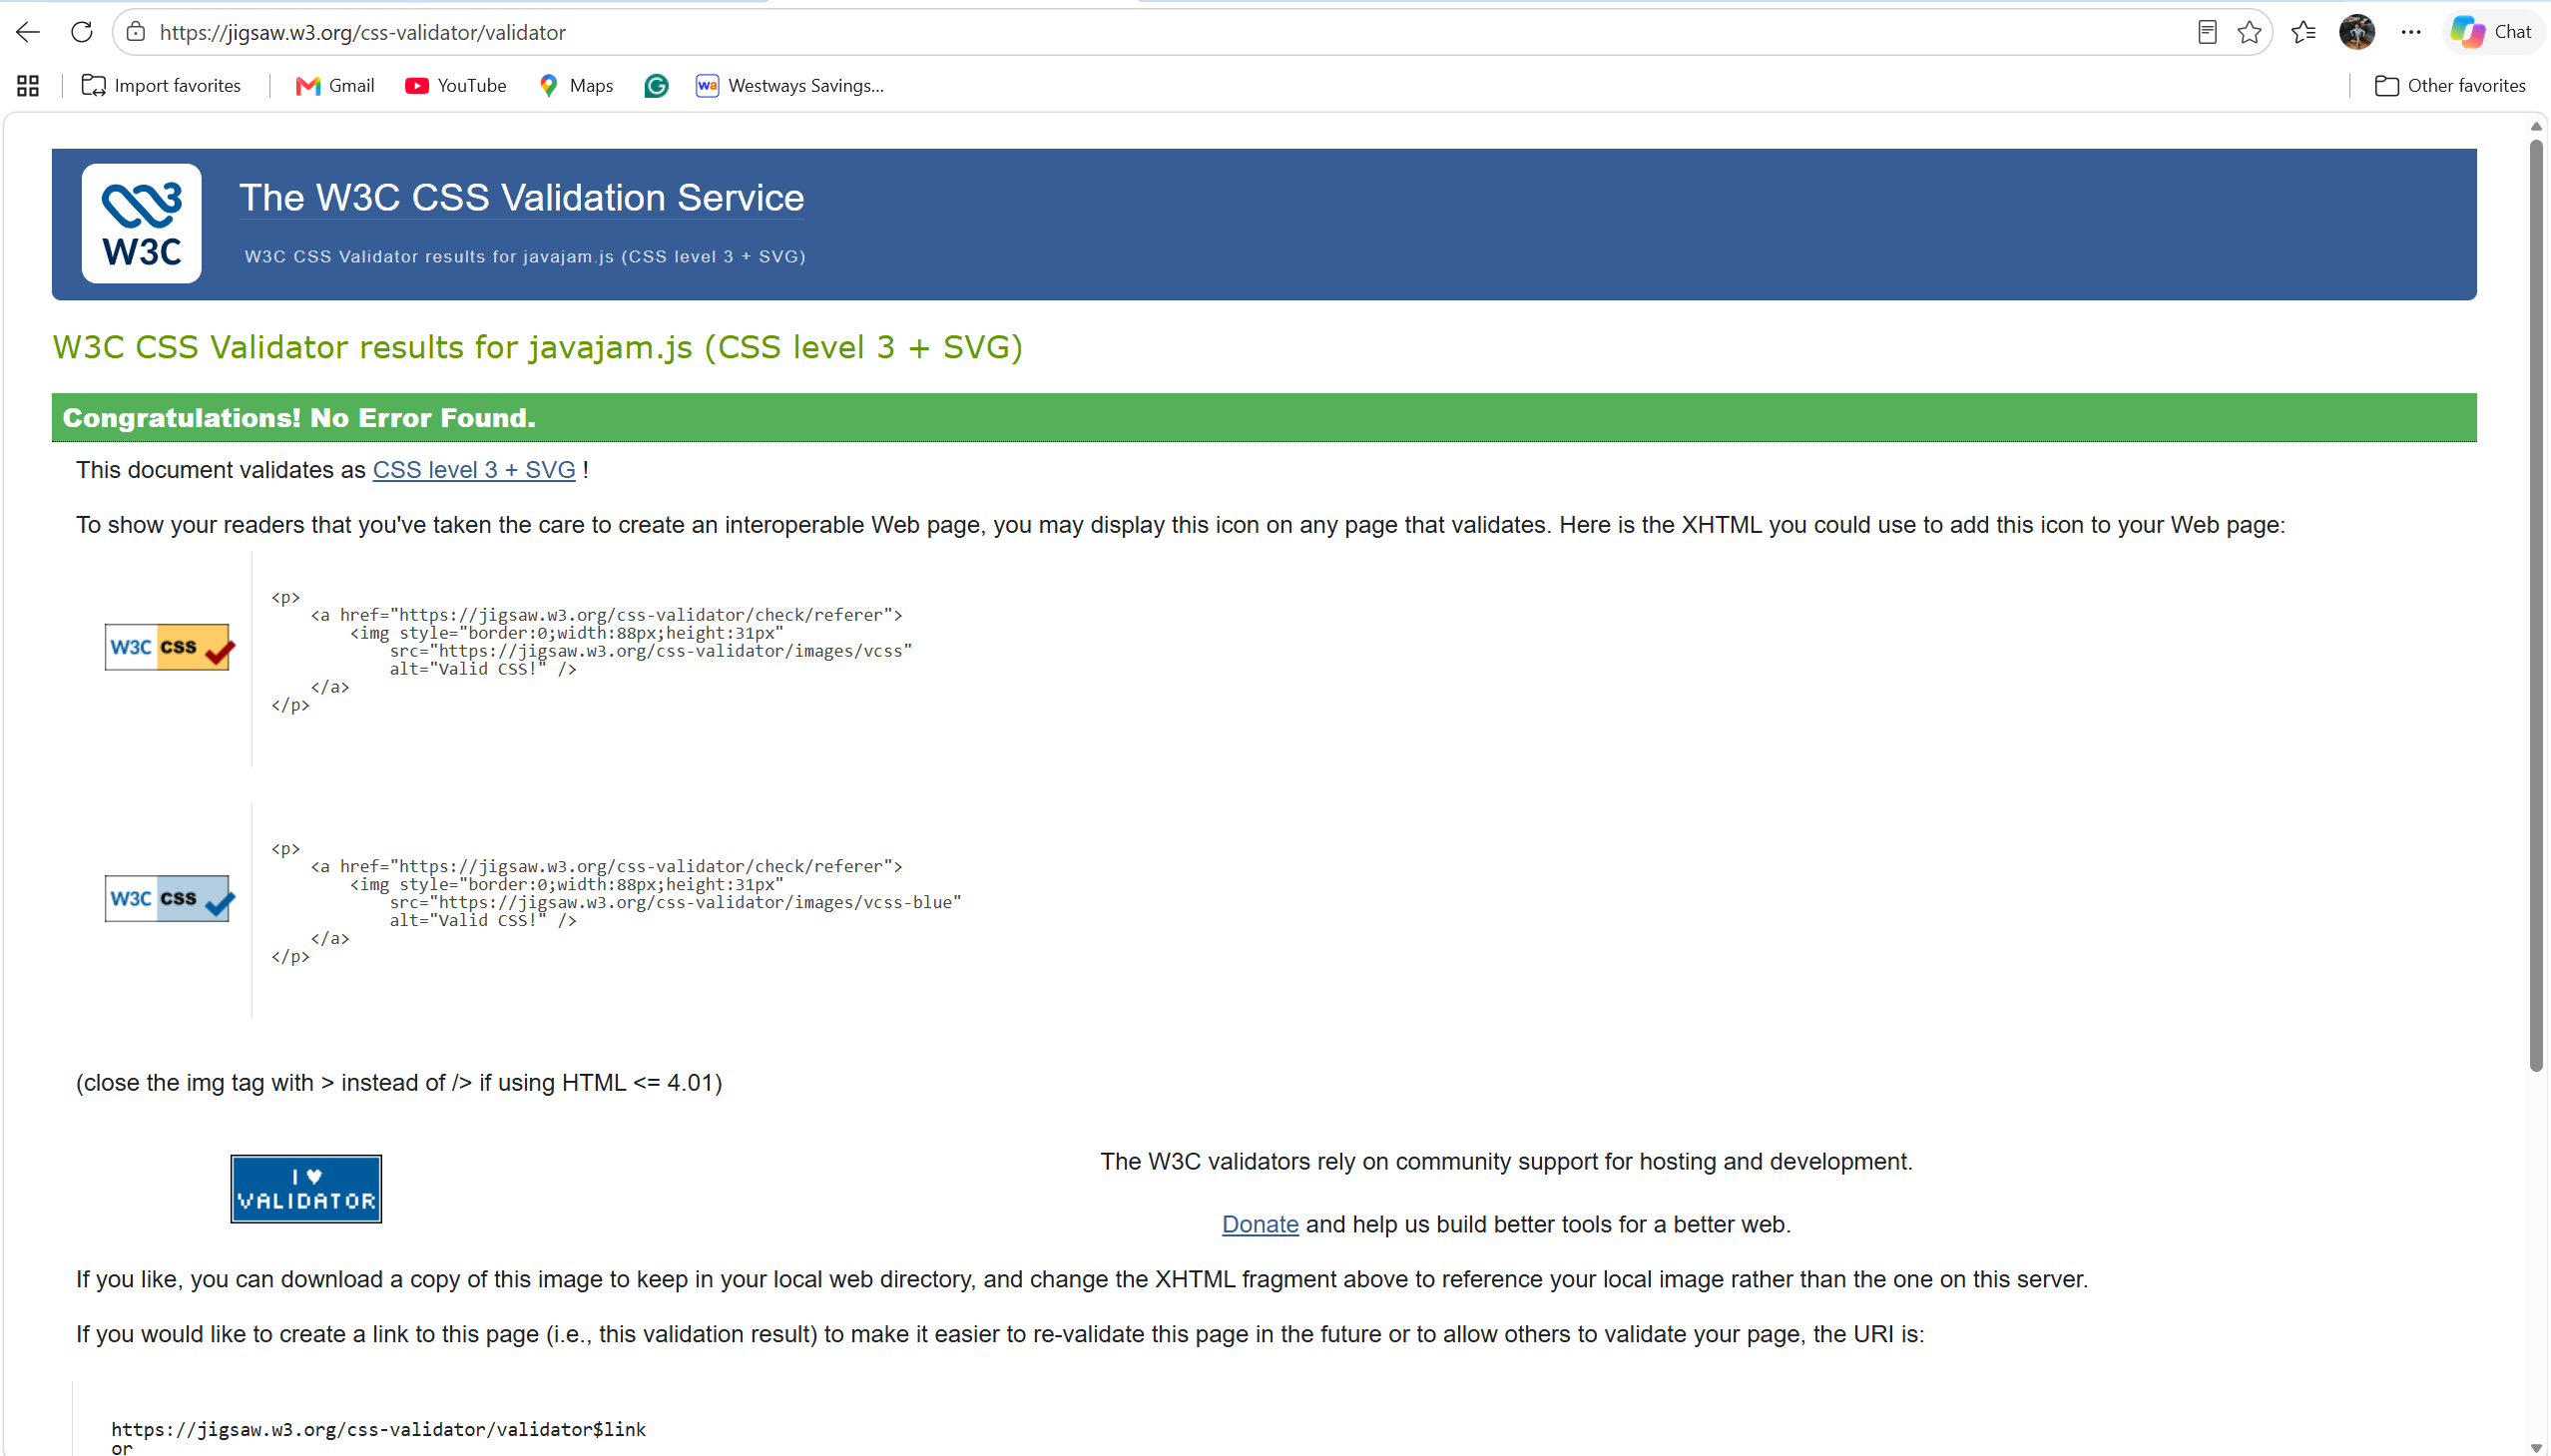 https://jigsaw.w3.org/css-validator/validator
Chat
Import favorites
Gmail
YouTube
Maps
wa
Westways Savings...
Other favorites
W3C
The W3C CSS Validation Service
W3C CSS Validator results for javajam.js (CSS level 3 + SVG)
W3C CSS Validator results for javajam.js (CSS level 3 + SVG)
Congratulations! No Error Found.
This document validates as CSS level 3 + SVG !
To show your readers that you've taken the care to create an interoperable Web page, you may display this icon on any page that validates. Here is the XHTML you could use to add this icon to your Web page:
W3C css
<p>
<a href="https://jigsaw.w3.org/css-validator/check/referer">
<img style="border:0;width:88px;height:31px"
src="https://jigsaw.w3.org/css-validator/images/vcss"
alt="Valid CSS!" />
</a>
</p>
W3C css
<p>
<a href="https://jigsaw.w3.org/css-validator/check/referer">
<img style="border:0;width:88px;height:31px"
src="https://jigsaw.w3.org/css-validator/images/vcss-blue"
alt="Valid CSS!" />
</a>
</p>
(close the img tag with > instead of /> if using HTML <= 4.01)
I ♥
VALIDATOR
The W3C validators rely on community support for hosting and development.
Donate and help us build better tools for a better web.
If you like, you can download a copy of this image to keep in your local web directory, and change the XHTML fragment above to reference your local image rather than the one on this server.
If you would like to create a link to this page (i.e., this validation result) to make it easier to re-validate this page in the future or to allow others to validate your page, the URI is:
https://jigsaw.w3.org/css-validator/validator$link
or